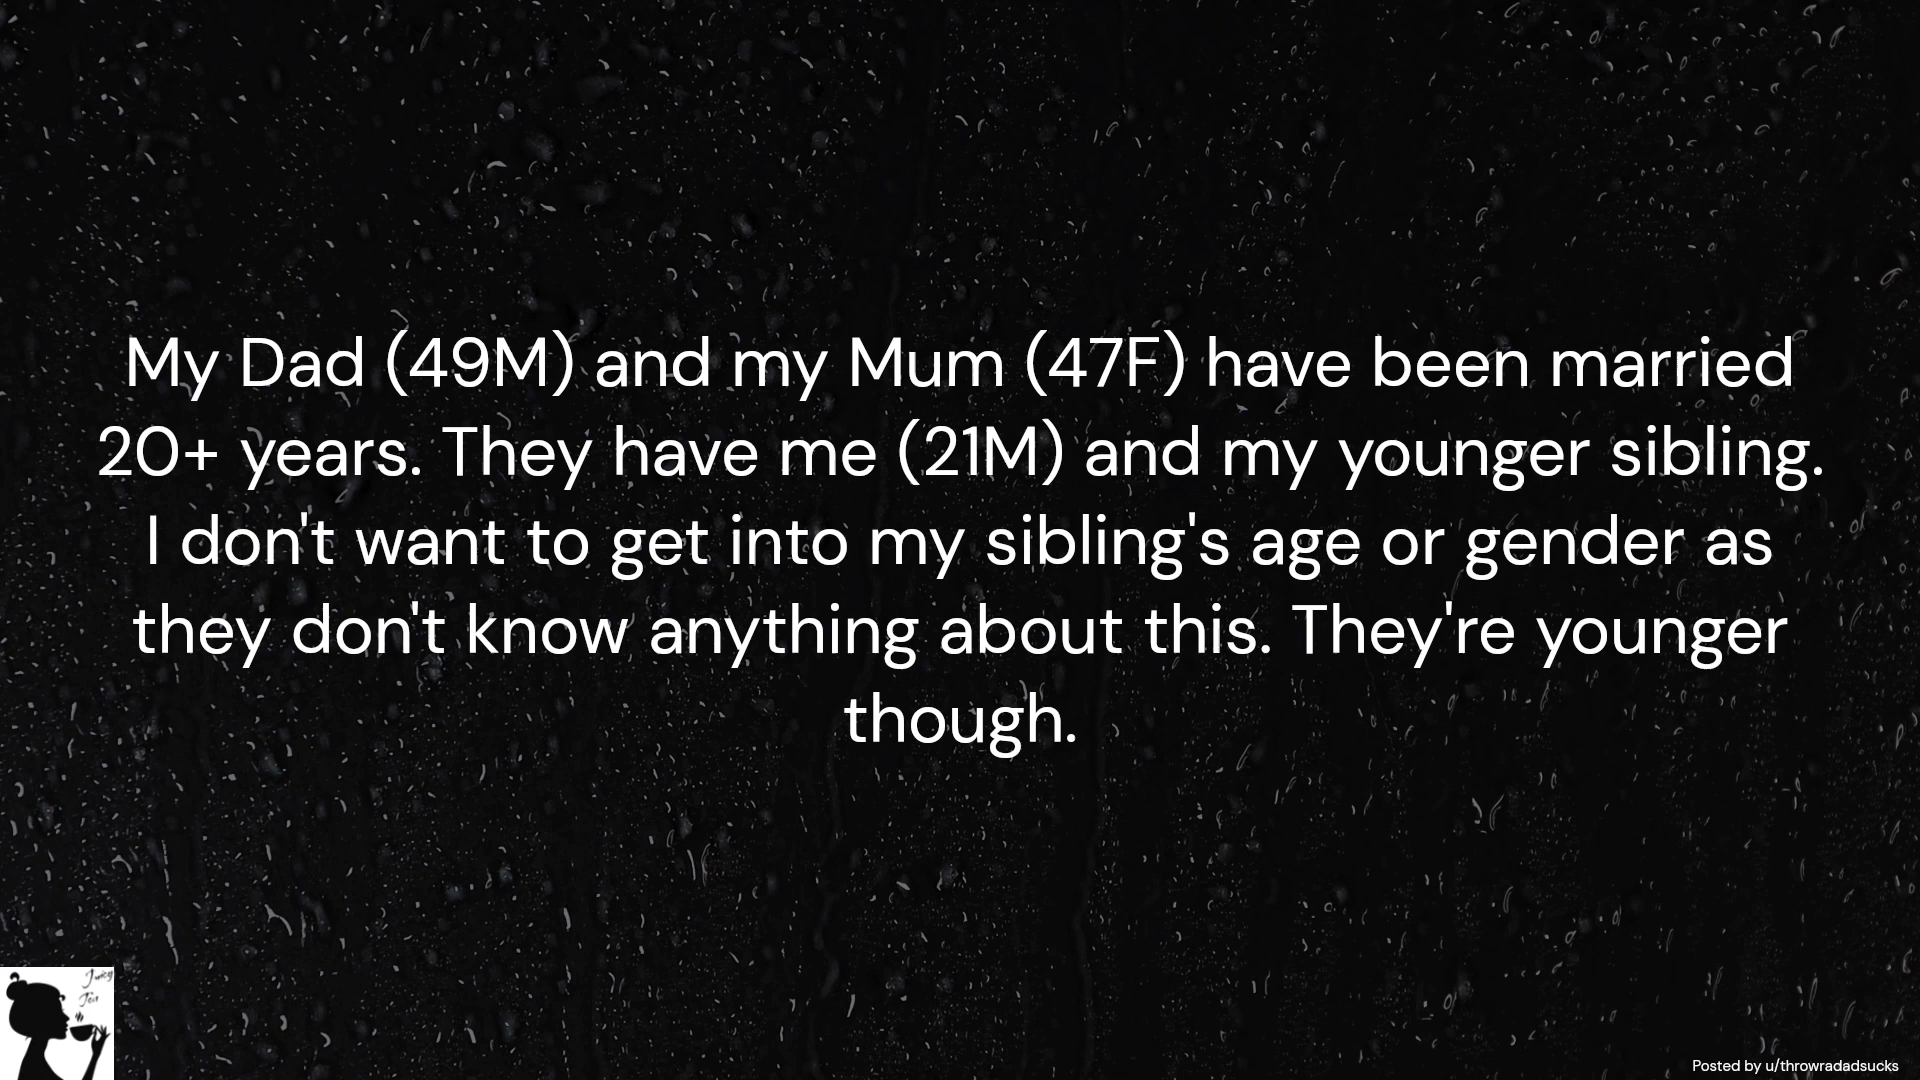 My Dad (49M) and my Mum (47F) have been married
20+ years. They have me (21M) and my younger sibling.
I don't want to get into my sibling's age or gender as
they don't know anything about this. They're younger
though.
Juicy
Tea
Posted by u/throwradadsucks